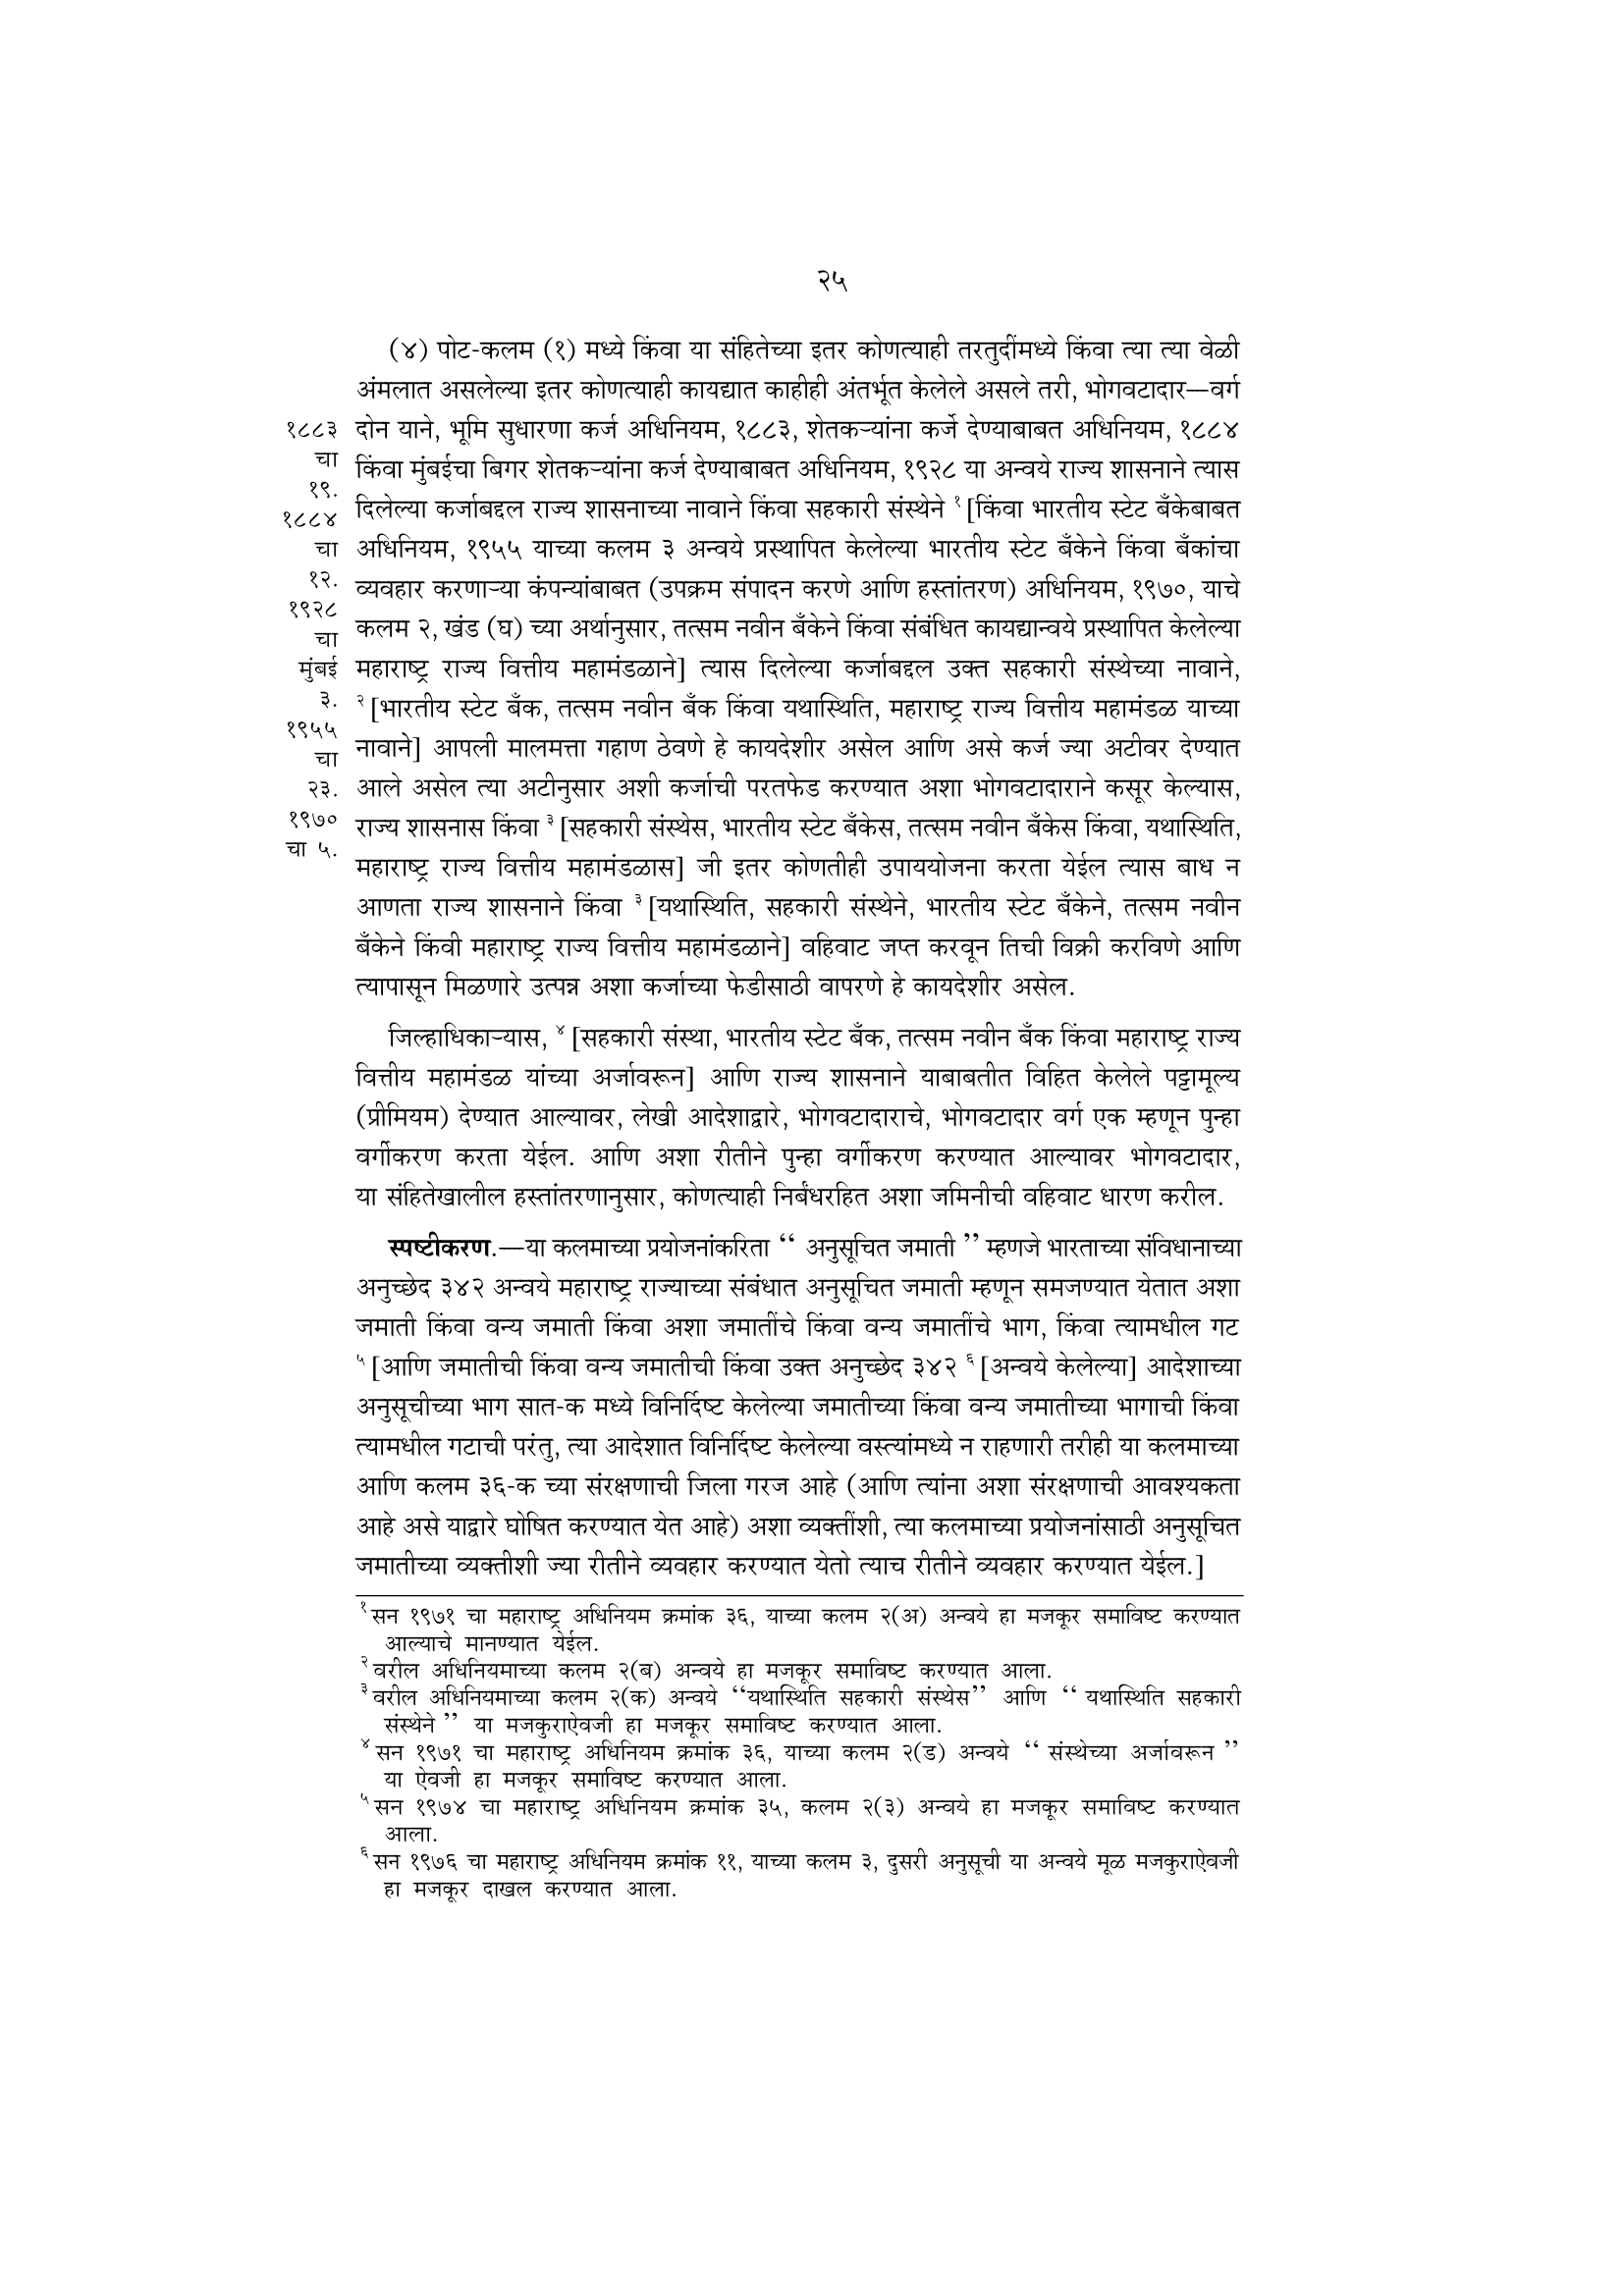 २५
(४) पोट-कलम (१) मध्ये किंवा या संहितेच्या इतर कोणत्याही तरतुदींमध्ये किंवा त्या त्या वेळी
अंमलात असलेल्या इतर कोणत्याही कायद्यात काहीही अंतर्भूत केलेले असले तरी, भोगवटादार—वर्ग
दोन याने, भूमि सुधारणा कर्ज अधिनियम, १८८३, शेतकऱ्यांना कर्जे देण्याबाबत अधिनियम, १८८४
किंवा मुंबईचा बिगर शेतकऱ्यांना कर्ज देण्याबाबत अधिनियम, १९२८ या अन्वये राज्य शासनाने त्यास
दिलेल्या कर्जाबद्दल राज्य शासनाच्या नावाने किंवा सहकारी संस्थेने १[किंवा भारतीय स्टेट बँकेबाबत
अधिनियम, १९५५ याच्या कलम ३ अन्वये प्रस्थापित केलेल्या भारतीय स्टेट बँकेने किंवा बँकांचा
व्यवहार करणाऱ्या कंपन्यांबाबत (उपक्रम संपादन करणे आणि हस्तांतरण) अधिनियम, १९७०, याचे
कलम २, खंड (घ) च्या अर्थानुसार, तत्सम नवीन बँकेने किंवा संबंधित कायद्यान्वये प्रस्थापित केलेल्या
महाराष्ट्र राज्य वित्तीय महामंडळाने] त्यास दिलेल्या कर्जाबद्दल उक्त सहकारी संस्थेच्या नावाने,
२[भारतीय स्टेट बँक, तत्सम नवीन बँक किंवा यथास्थिति, महाराष्ट्र राज्य वित्तीय महामंडळ याच्या
नावाने] आपली मालमत्ता गहाण ठेवणे हे कायदेशीर असेल आणि असे कर्ज ज्या अटीवर देण्यात
आले असेल त्या अटीनुसार अशी कर्जाची परतफेड करण्यात अशा भोगवटादाराने कसूर केल्यास,
राज्य शासनास किंवा ३[सहकारी संस्थेस, भारतीय स्टेट बँकेस, तत्सम नवीन बँकेस किंवा, यथास्थिति,
महाराष्ट्र राज्य वित्तीय महामंडळास] जी इतर कोणतीही उपाययोजना करता येईल त्यास बाध न
आणता राज्य शासनाने किंवा ३[यथास्थिति, सहकारी संस्थेने, भारतीय स्टेट बँकेने, तत्सम नवीन
बँकेने किंवी महाराष्ट्र राज्य वित्तीय महामंडळाने] वहिवाट जप्त करवून तिची विक्री करविणे आणि
त्यापासून मिळणारे उत्पन्न अशा कर्जाच्या फेडीसाठी वापरणे हे कायदेशीर असेल.
१८८३
चा
१९.
१८८४
चा
१२.
१९२८
चा
मुंबई
३.
१९५५
चा
२३.
१९७०
चा ५.
जिल्हाधिकाऱ्यास, ४[सहकारी संस्था, भारतीय स्टेट बँक, तत्सम नवीन बँक किंवा महाराष्ट्र राज्य
वित्तीय महामंडळ यांच्या अर्जावरून] आणि राज्य शासनाने याबाबतीत विहित केलेले पट्टामूल्य
(प्रीमियम) देण्यात आल्यावर, लेखी आदेशाद्वारे, भोगवटादाराचे, भोगवटादार वर्ग एक म्हणून पुन्हा
वर्गीकरण करता येईल. आणि अशा रीतीने पुन्हा वर्गीकरण करण्यात आल्यावर भोगवटादार,
या संहितेखालील हस्तांतरणानुसार, कोणत्याही निर्बंधरहित अशा जमिनीची वहिवाट धारण करील.
स्पष्टीकरण.—या कलमाच्या प्रयोजनांकरिता “ अनुसूचित जमाती ” म्हणजे भारताच्या संविधानाच्या
अनुच्छेद ३४२ अन्वये महाराष्ट्र राज्याच्या संबंधात अनुसूचित जमाती म्हणून समजण्यात येतात अशा
जमाती किंवा वन्य जमाती किंवा अशा जमातींचे किंवा वन्य जमातींचे भाग, किंवा त्यामधील गट
५[आणि जमातीची किंवा वन्य जमातीची किंवा उक्त अनुच्छेद ३४२ ६[अन्वये केलेल्या] आदेशाच्या
अनुसूचीच्या भाग सात-क मध्ये विनिर्दिष्ट केलेल्या जमातीच्या किंवा वन्य जमातीच्या भागाची किंवा
त्यामधील गटाची परंतु, त्या आदेशात विनिर्दिष्ट केलेल्या वस्त्यांमध्ये न राहणारी तरीही या कलमाच्या
आणि कलम ३६-क च्या संरक्षणाची जिला गरज आहे (आणि त्यांना अशा संरक्षणाची आवश्यकता
आहे असे याद्वारे घोषित करण्यात येत आहे) अशा व्यक्तींशी, त्या कलमाच्या प्रयोजनांसाठी अनुसूचित
जमातीच्या व्यक्तीशी ज्या रीतीने व्यवहार करण्यात येतो त्याच रीतीने व्यवहार करण्यात येईल.]
१सन १९७१ चा महाराष्ट्र अधिनियम क्रमांक ३६, याच्या कलम २(अ) अन्वये हा मजकूर समाविष्ट करण्यात
आल्याचे मानण्यात येईल.
२वरील अधिनियमाच्या कलम २(ब) अन्वये हा मजकूर समाविष्ट करण्यात आला.
३वरील अधिनियमाच्या कलम २(क) अन्वये “यथास्थिति सहकारी संस्थेस” आणि “ यथास्थिति सहकारी
संस्थेने ” या मजकुराऐवजी हा मजकूर समाविष्ट करण्यात आला.
४सन १९७१ चा महाराष्ट्र अधिनियम क्रमांक ३६, याच्या कलम २(ड) अन्वये “ संस्थेच्या अर्जावरून ”
या ऐवजी हा मजकूर समाविष्ट करण्यात आला.
५सन १९७४ चा महाराष्ट्र अधिनियम क्रमांक ३५, कलम २(३) अन्वये हा मजकूर समाविष्ट करण्यात
आला.
६सन १९७६ चा महाराष्ट्र अधिनियम क्रमांक ११, याच्या कलम ३, दुसरी अनुसूची या अन्वये मूळ मजकुराऐवजी
हा मजकूर दाखल करण्यात आला.